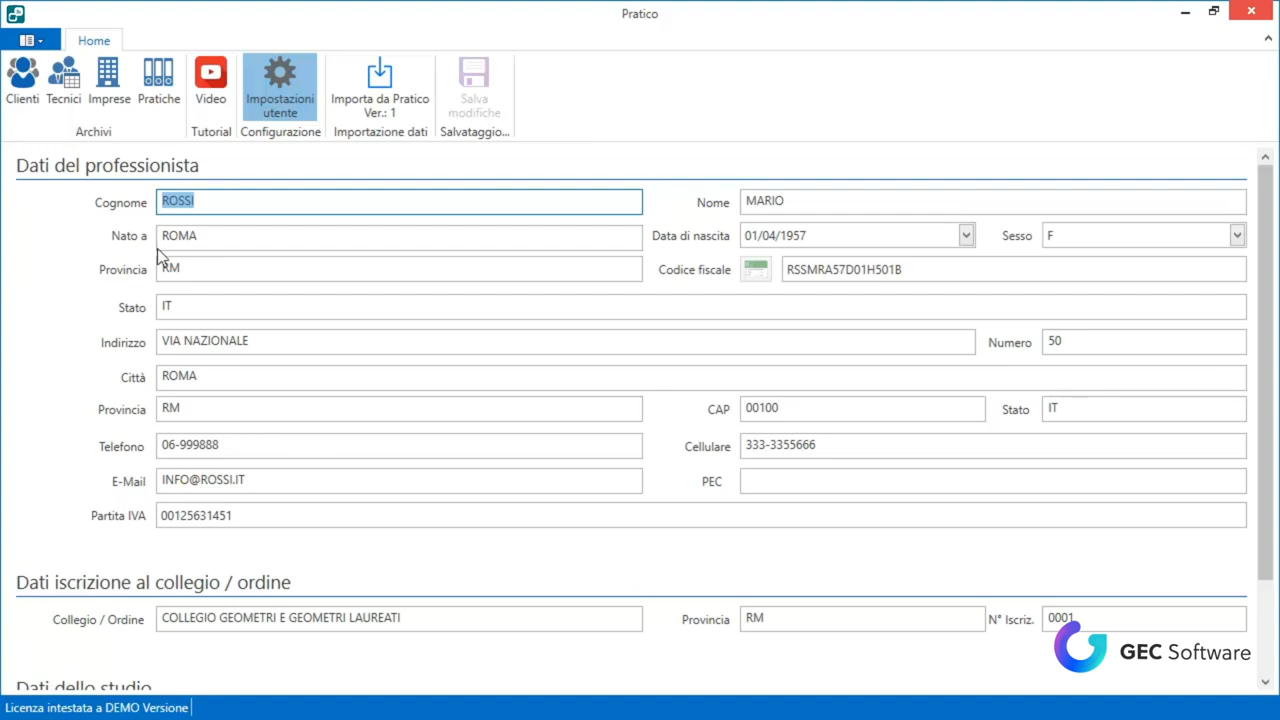 Pratico
Home
Clienti
Tecnici
Imprese
Pratiche
Video
Impostazioni
utente
Importa da Pratico
Ver.: 1
Salva
modifiche
Archivi
Tutorial
Configurazione
Importazione dati
Salvataggio...
Dati del professionista
Cognome ROSSI Nome MARIO
Nato a ROMA Data di nascita 01/04/1957 Sesso F
Provincia RM Codice fiscale RSSMRA57D01H501B
Stato IT
Indirizzo VIA NAZIONALE Numero 50
Città ROMA
Provincia RM CAP 00100 Stato IT
Telefono 06-999888 Cellulare 333-3355666
E-Mail INFO@ROSSI.IT PEC
Partita IVA 00125631451
Dati iscrizione al collegio / ordine
Collegio / Ordine COLLEGIO GEOMETRI E GEOMETRI LAUREATI Provincia RM N° Iscriz. 0001
GEC Software
Dati dello studio
Licenza intestata a DEMO Versione